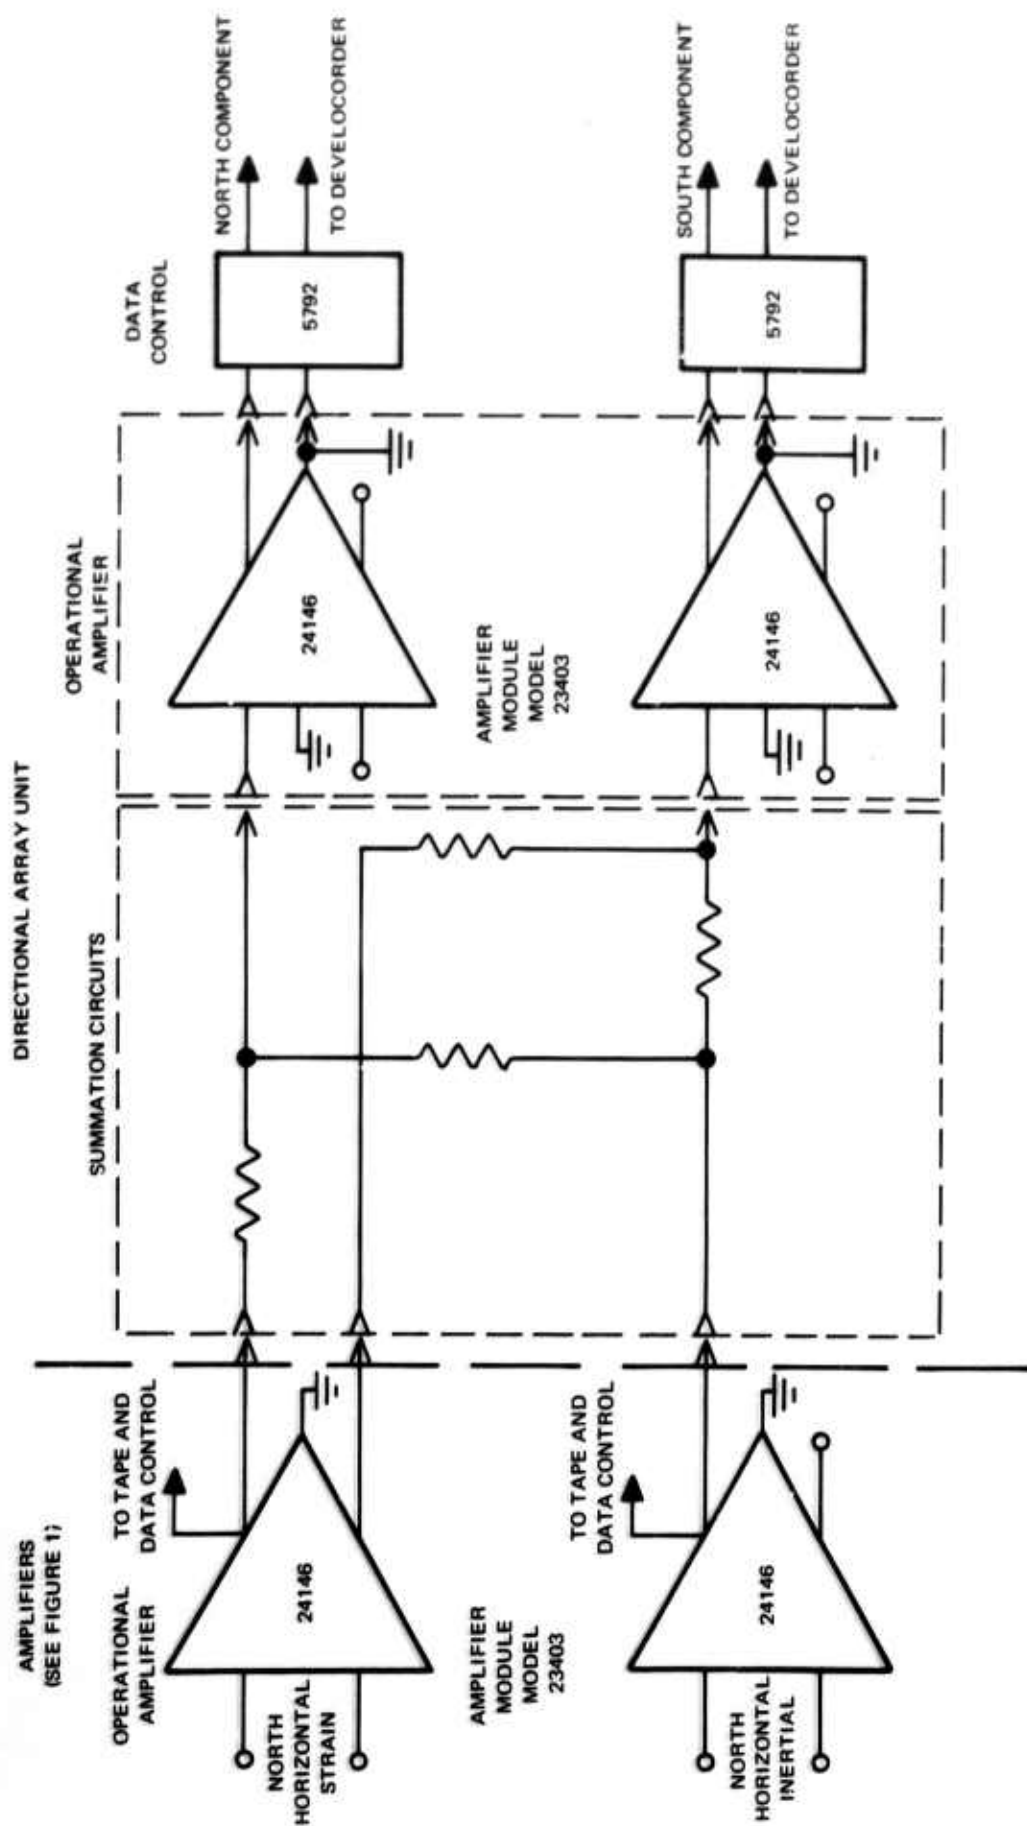 DIRECTIONAL ARRAY UNIT
AMPLIFIERS
(SEE FIGURE 1)
OPERATIONAL
AMPLIFIER
TO TAPE AND
DATA CONTROL
SUMMATION CIRCUITS
OPERATIONAL
AMPLIFIER
DATA
CONTROL
NORTH COMPONENT
TO DEVELOCORDER
NORTH
HORIZONTAL
STRAIN
24146
24146
5792
AMPLIFIER
MODULE
MODEL
23403
AMPLIFIER
MODULE
MODEL
23403
TO TAPE AND
DATA CONTROL
SOUTH COMPONENT
TO DEVELOCORDER
NORTH
HORIZONTAL
INERTIAL
24146
24146
5792